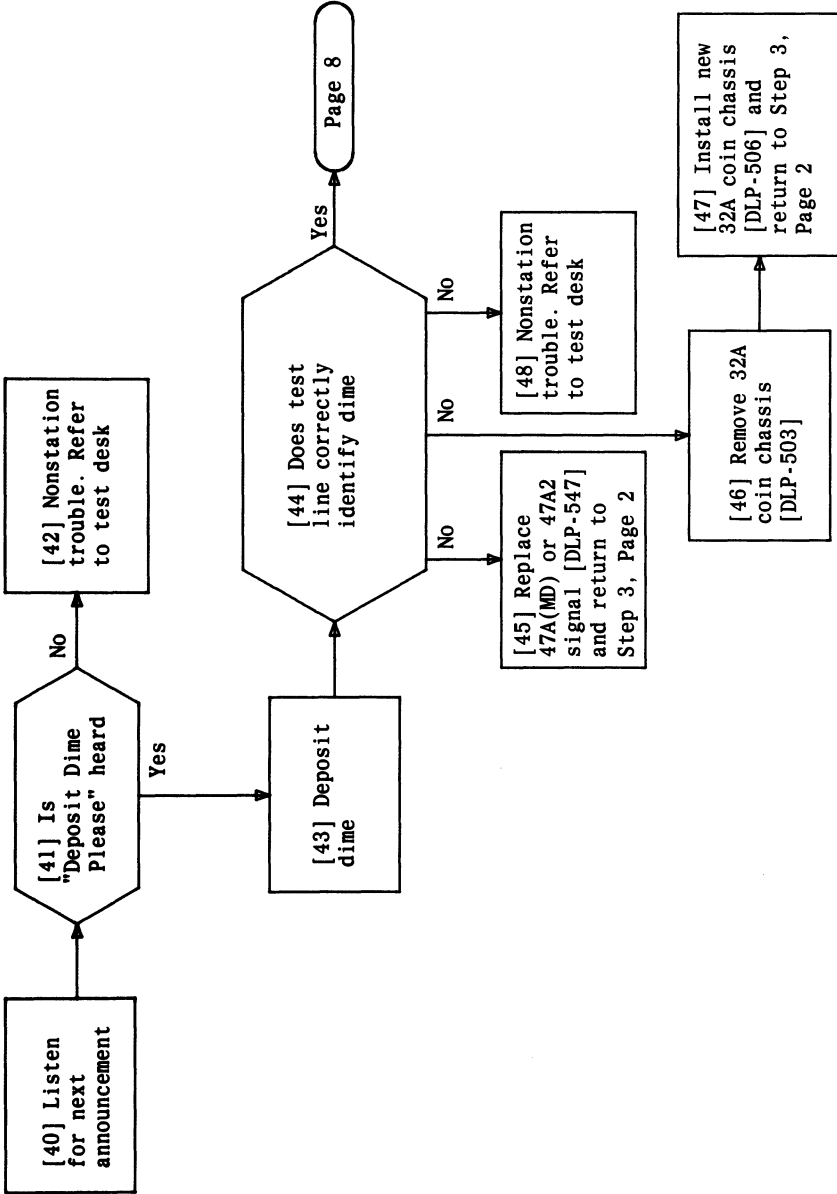 [40] Listen
for next
announcement
[41] Is
"Deposit Dime
Please" heard
No
[42] Nonstation
trouble. Refer
to test desk
Yes
[43] Deposit
dime
[44] Does test
line correctly
identify dime
Yes
Page 8
No
[45] Replace
47A(MD) or 47A2
signal [DLP-547]
and return to
Step 3, Page 2
No
[46] Remove 32A
coin chassis
[DLP-503]
[47] Install new
32A coin chassis
[DLP-506] and
return to Step 3,
Page 2
No
[48] Nonstation
trouble. Refer
to test desk